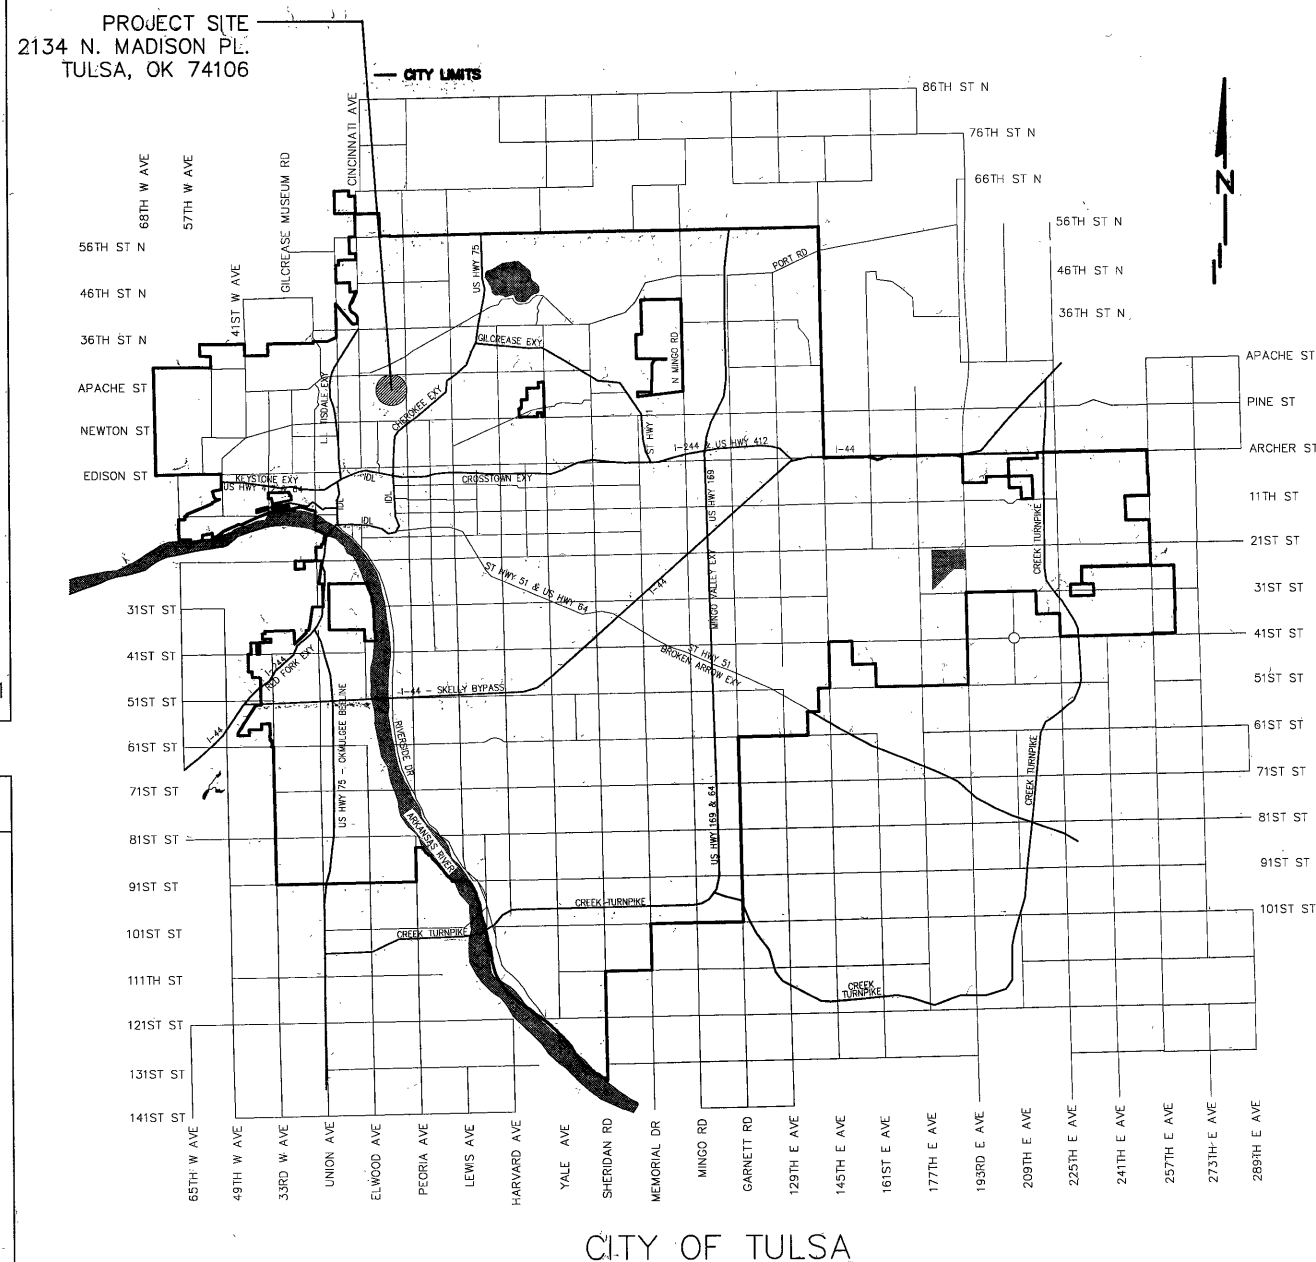 PROJECT SITE
2134 N. MADISON PL.
TULSA, OK 74106
CITY LIMITS
86TH ST N
76TH ST N
66TH ST N
56TH ST N
46TH ST N
36TH ST N
N
68TH W AVE
57TH W AVE
41ST W AVE
GILCREASE MUSEUM RD
CINCINNATI AVE
56TH ST N
46TH ST N
36TH ST N
APACHE ST
NEWTON ST
EDISON ST
APACHE ST
PINE ST
ARCHER ST
11TH ST
21ST ST
31ST ST
41ST ST
51ST ST
61ST ST
71ST ST
81ST ST
91ST ST
101ST ST
31ST ST
41ST ST
51ST ST
61ST ST
71ST ST
81ST ST
91ST ST
101ST ST
111TH ST
121ST ST
131ST ST
141ST ST
US HWY 75
PORT RD
GILCREASE EXY
N MINGO RD
L.L. TISDALE EXY
CHEROKEE EXY
ST HWY 11
I-244 & US HWY 412
I-44
KEYSTONE EXY
IDL
CROSSTOWN EXY
IDL
IDL
IDL
US HWY 169
MINGO VALLEY EXY
ST HWY 51 & US HWY 64
I-44
CREEK TURNPIKE
ST HWY 51
BROKEN ARROW EXY
I-244
RED FORK EXY
I-44 - SKELLY BYPASS
I-44
US HWY 75 - OKMULGEE BEELINE
RIVERSIDE DR
ARKANSAS RIVER
US HWY 169 & 64
CREEK TURNPIKE
CREEK TURNPIKE
CREEK TURNPIKE
CREEK
TURNPIKE
65TH W AVE
49TH W AVE
33RD W AVE
UNION AVE
ELWOOD AVE
PEORIA AVE
LEWIS AVE
HARVARD AVE
YALE AVE
SHERIDAN RD
MEMORIAL DR
MINGO RD
GARNETT RD
129TH E AVE
145TH E AVE
161ST E AVE
177TH E AVE
193RD E AVE
209TH E AVE
225TH E AVE
241TH E AVE
257TH E AVE
273TH E AVE
289TH E AVE
CITY OF TULSA